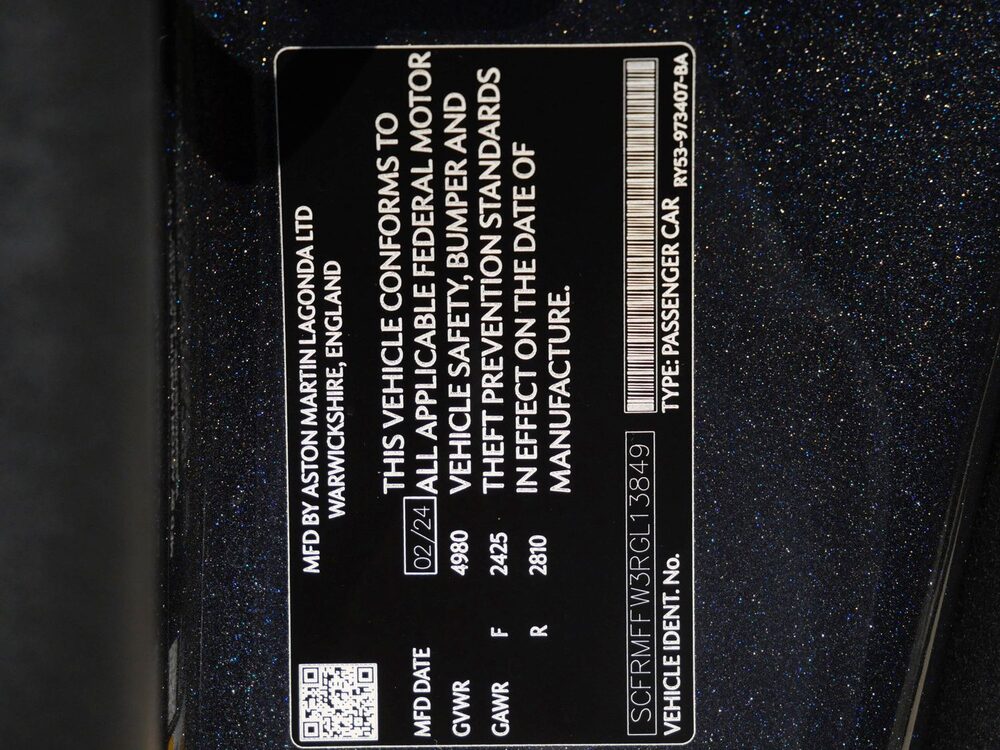 MFD BY ASTON MARTIN LAGONDA LTD
WARWICKSHIRE, ENGLAND
MFD DATE 02/24
GVWR 4980
GAWR F 2425
R 2810
THIS VEHICLE CONFORMS TO
ALL APPLICABLE FEDERAL MOTOR
VEHICLE SAFETY, BUMPER AND
THEFT PREVENTION STANDARDS
IN EFFECT ON THE DATE OF
MANUFACTURE.
SCFRMFFW3RGL13849
VEHICLE IDENT. No.
TYPE: PASSENGER CAR
RY53-973407-BA